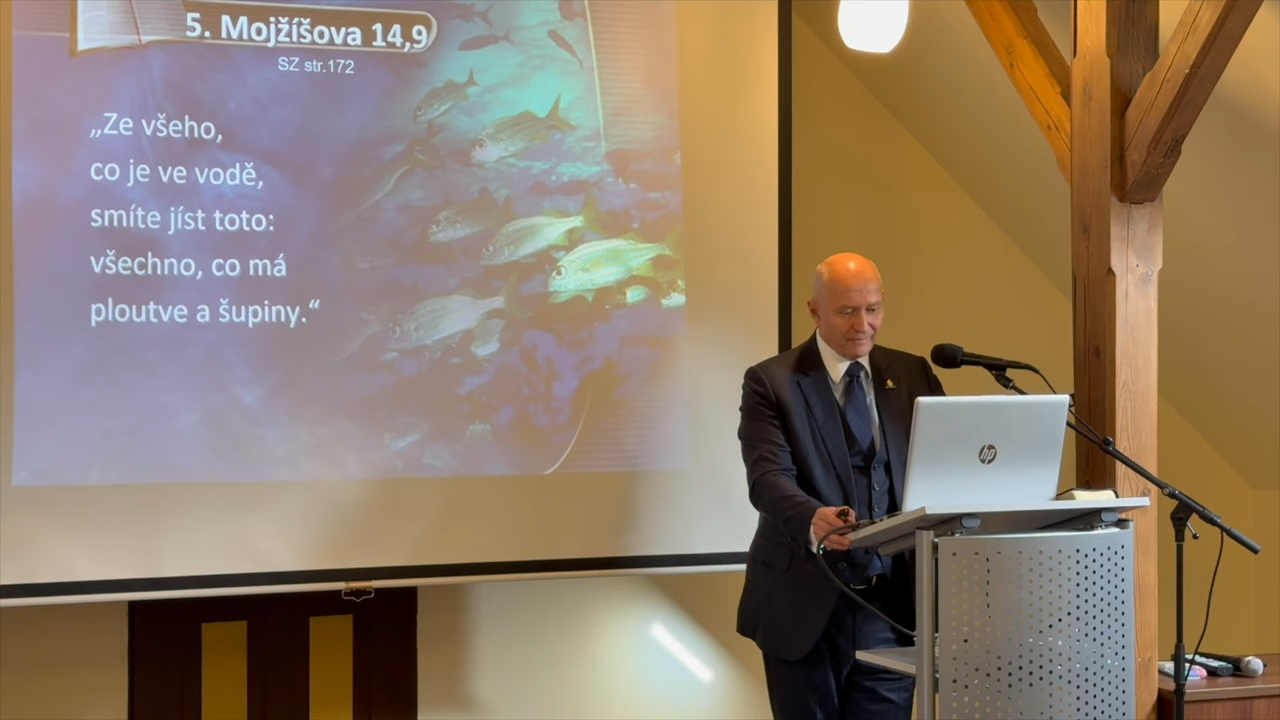 5. Mojžíšova 14,9
SZ str.172
„Ze všeho,
co je ve vodě,
smíte jíst toto:
všechno, co má
ploutve a šupiny.“
hp